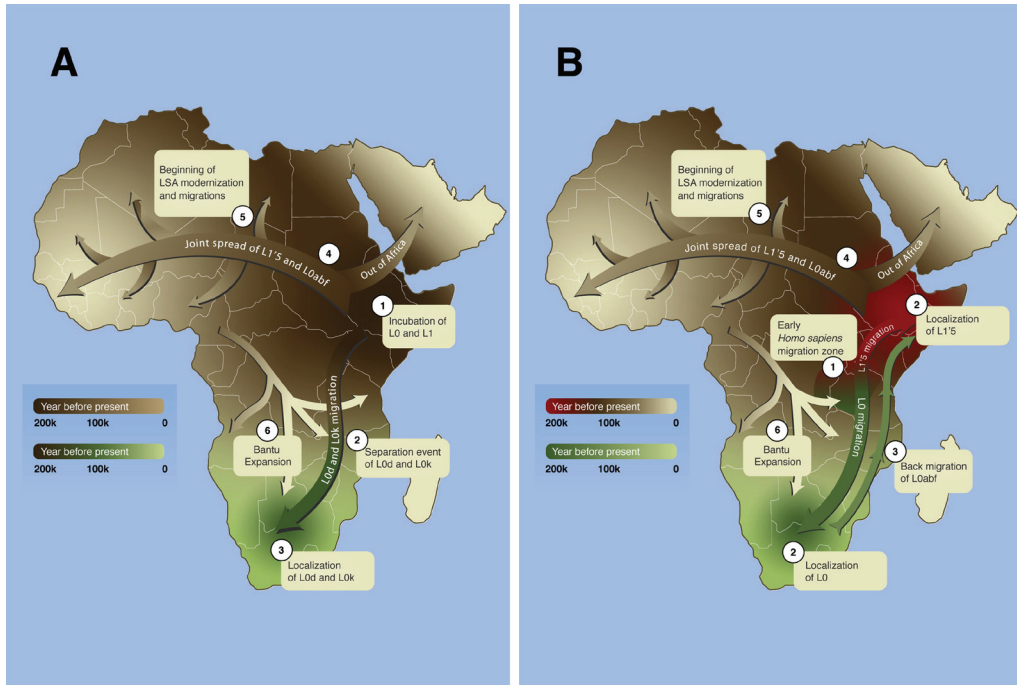 A
Beginning of
LSA modernization
and migrations
5
Joint spread of L1'5 and L0abf
4
Out of Africa
1
Incubation of
L0 and L1
L0d and L0k migration
Year before present
200k 100k 0
Year before present
200k 100k 0
6
Bantu
Expansion
2
Separation event
of L0d and L0k
3
Localization
of L0d and L0k
B
Beginning of
LSA modernization
and migrations
5
Joint spread of L1'5 and L0abf
4
Out of Africa
2
Localization
of L1'5
Early
Homo sapiens
migration zone
1
L1'5 migration
L0 migration
Year before present
200k 100k 0
Year before present
200k 100k 0
6
Bantu
Expansion
3
Back migration
of L0abf
2
Localization
of L0